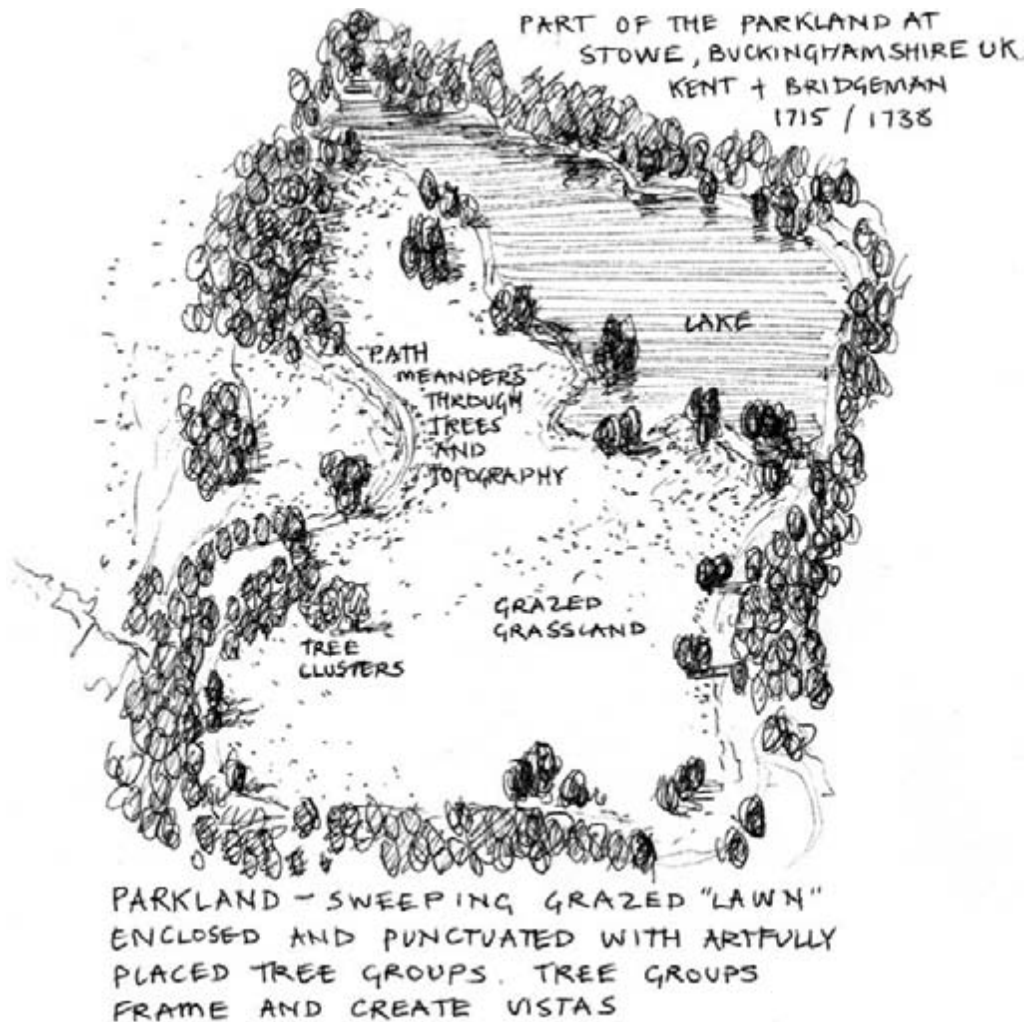 PART OF THE PARKLAND AT
STOWE, BUCKINGHAMSHIRE UK.
KENT + BRIDGEMAN
1715 / 1738
LAKE
PATH
MEANDERS
THROUGH
TREES
AND
TOPOGRAPHY
GRAZED
GRASSLAND
TREE
CLUSTERS
PARKLAND - SWEEPING GRAZED "LAWN"
ENCLOSED AND PUNCTUATED WITH ARTFULLY
PLACED TREE GROUPS. TREE GROUPS
FRAME AND CREATE VISTAS